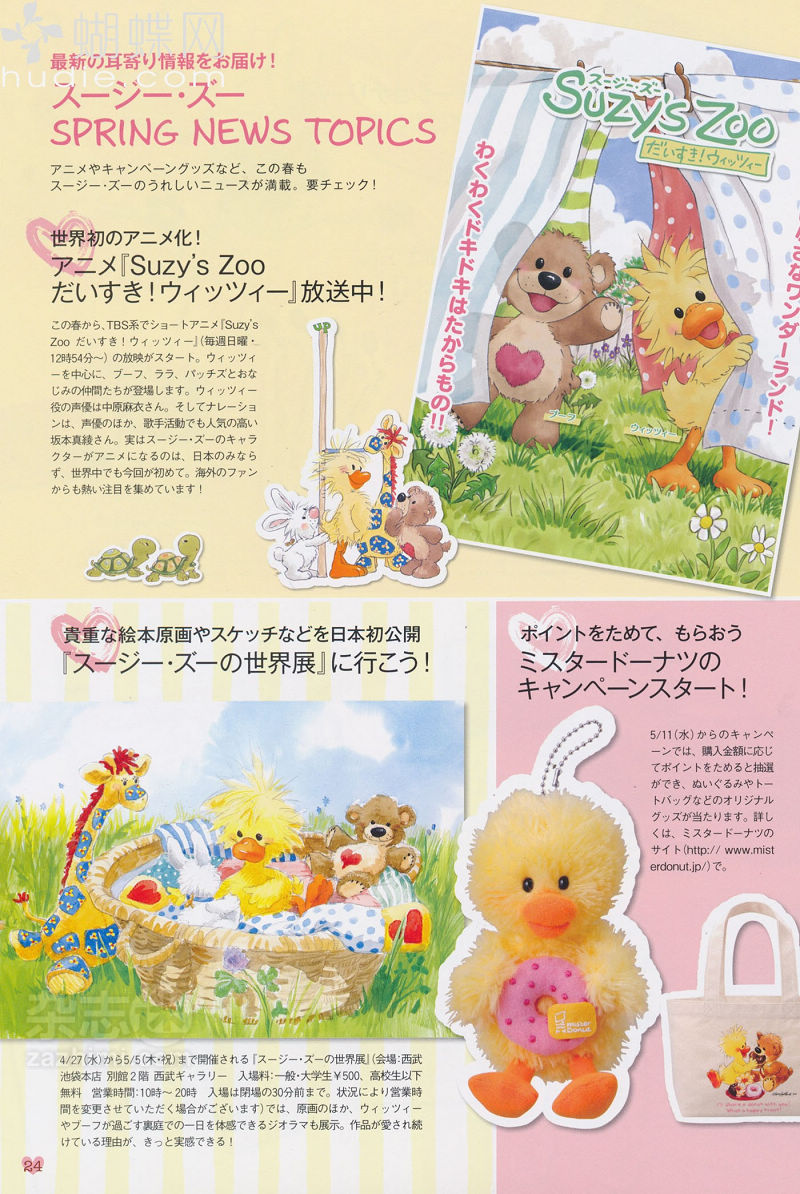 蝴蝶网
hudie.com
最新の耳寄り情報をお届け！
スージー・ズー
SPRING NEWS TOPICS
アニメやキャンペーングッズなど、この春も
スージー・ズーのうれしいニュースが満載。要チェック！
世界初のアニメ化！
アニメ『Suzy's Zoo
だいすき！ウィッツィー』放送中！
この春から、TBS系でショートアニメ『Suzy's
Zoo だいすき！ウィッツィー』（毎週日曜・
12時54分〜）の放映がスタート。ウィッツィ
ーを中心に、ブーフ、ララ、パッチズとおな
じみの仲間たちが登場します。ウィッツィー
役の声優は中原麻衣さん。そしてナレーショ
ンは、声優のほか、歌手活動でも人気の高い
坂本真綾さん。実はスージー・ズーのキャラ
クターがアニメになるのは、日本のみなら
ず、世界中でも今回が初めて。海外のファン
からも熱い注目を集めています！
UP
スージー・ズー
Suzy's Zoo
だいすき！ウィッツィー
わくわくドキドキはたからもの!!
さなワンダーランド！
ブーフ
ウィッツィー
貴重な絵本原画やスケッチなどを日本初公開
『スージー・ズーの世界展』に行こう！
4/27（水）から5/5（木・祝）まで開催される『スージー・ズーの世界展』（会場：西武
池袋本店 別館２階 西武ギャラリー　入場料：一般・大学生￥500、高校生以下
無料　営業時間：10時〜20時　入場は閉場の30分前まで。状況により営業時
間を変更させていただく場合がございます）では、原画のほか、ウィッツィー
やブーフが過ごす裏庭での一日を体感できるジオラマも展示。作品が愛され続
けている理由が、きっと実感できる！
ポイントをためて、もらおう
ミスタードーナツの
キャンペーンスタート！
5/11（水）からのキャンペ
ーンでは、購入金額に応じ
てポイントをためると抽選
ができ、ぬいぐるみやトー
トバッグなどのオリジナル
グッズが当たります。詳し
くは、ミスタードーナツの
サイト（http:// www.mist
erdonut.jp/）で。
mister
Donut
I'll share a donut with you!
What a happy treat!
24